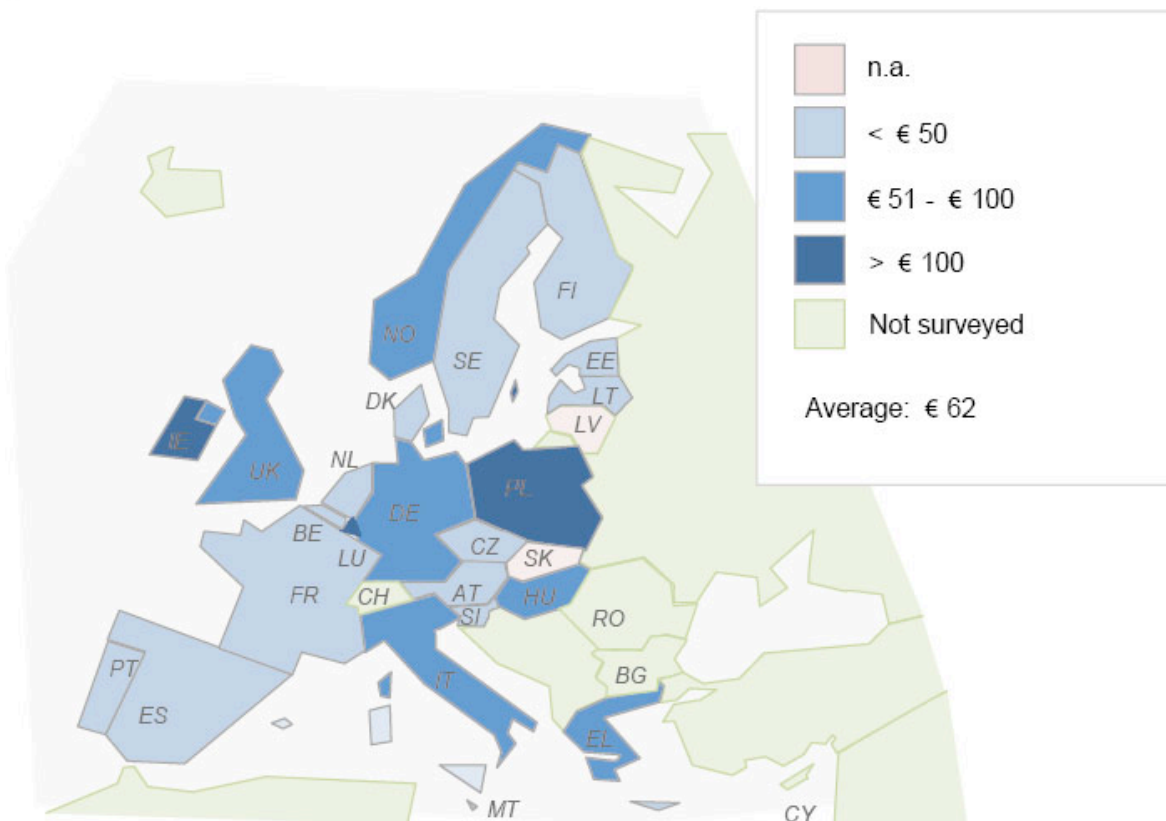 n.a.
< € 50
€ 51 - € 100
> € 100
Not surveyed
Average: € 62
FI
NO
SE
EE
DK
LT
LV
IE
NL
UK
PL
DE
BE
CZ
LU
SK
FR
CH
AT
HU
SI
RO
PT
BG
IT
ES
EL
MT
CY